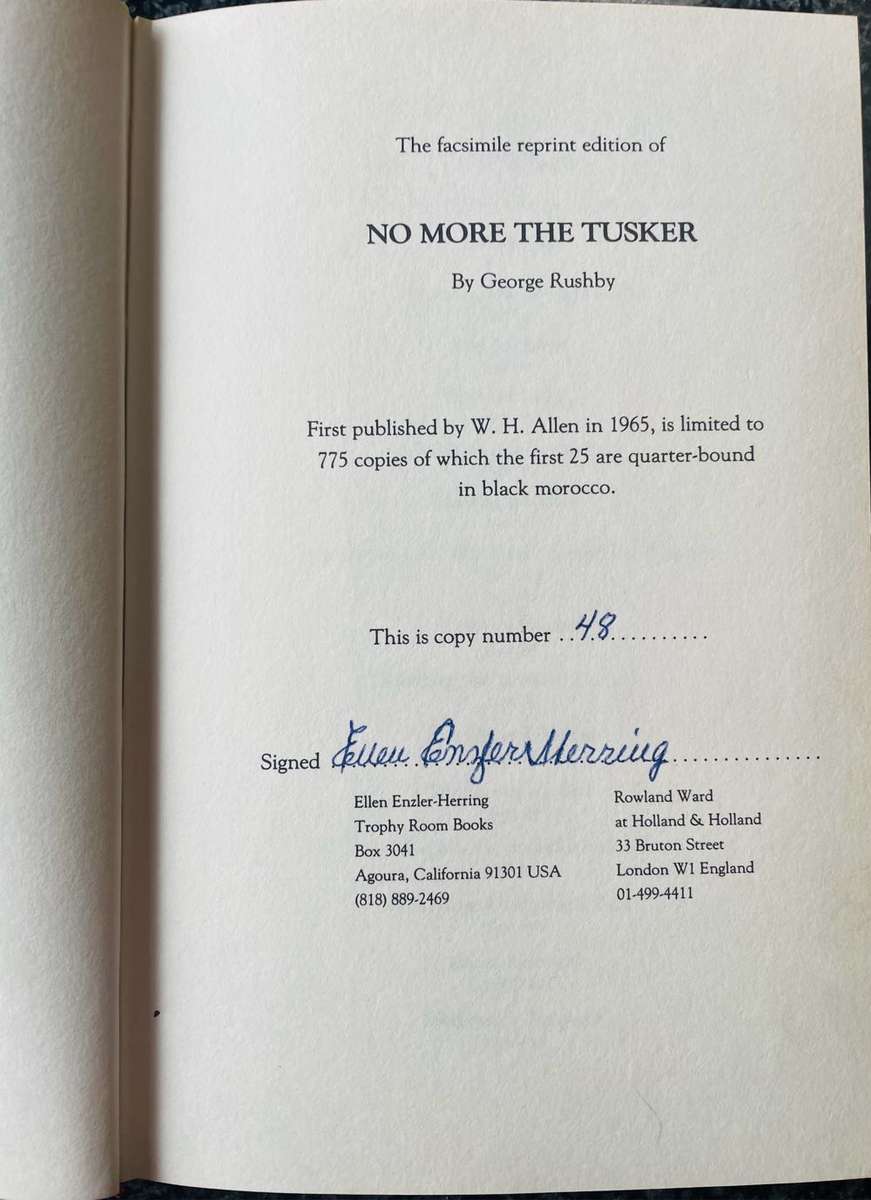 The facsimile reprint edition of
NO MORE THE TUSKER
By George Rushby
First published by W. H. Allen in 1965, is limited to
775 copies of which the first 25 are quarter-bound
in black morocco.
This is copy number ..48..........
Signed Ellen Enzler-Herring...............
Ellen Enzler-Herring
Trophy Room Books
Box 3041
Agoura, California 91301 USA
(818) 889-2469
Rowland Ward
at Holland & Holland
33 Bruton Street
London W1 England
01-499-4411